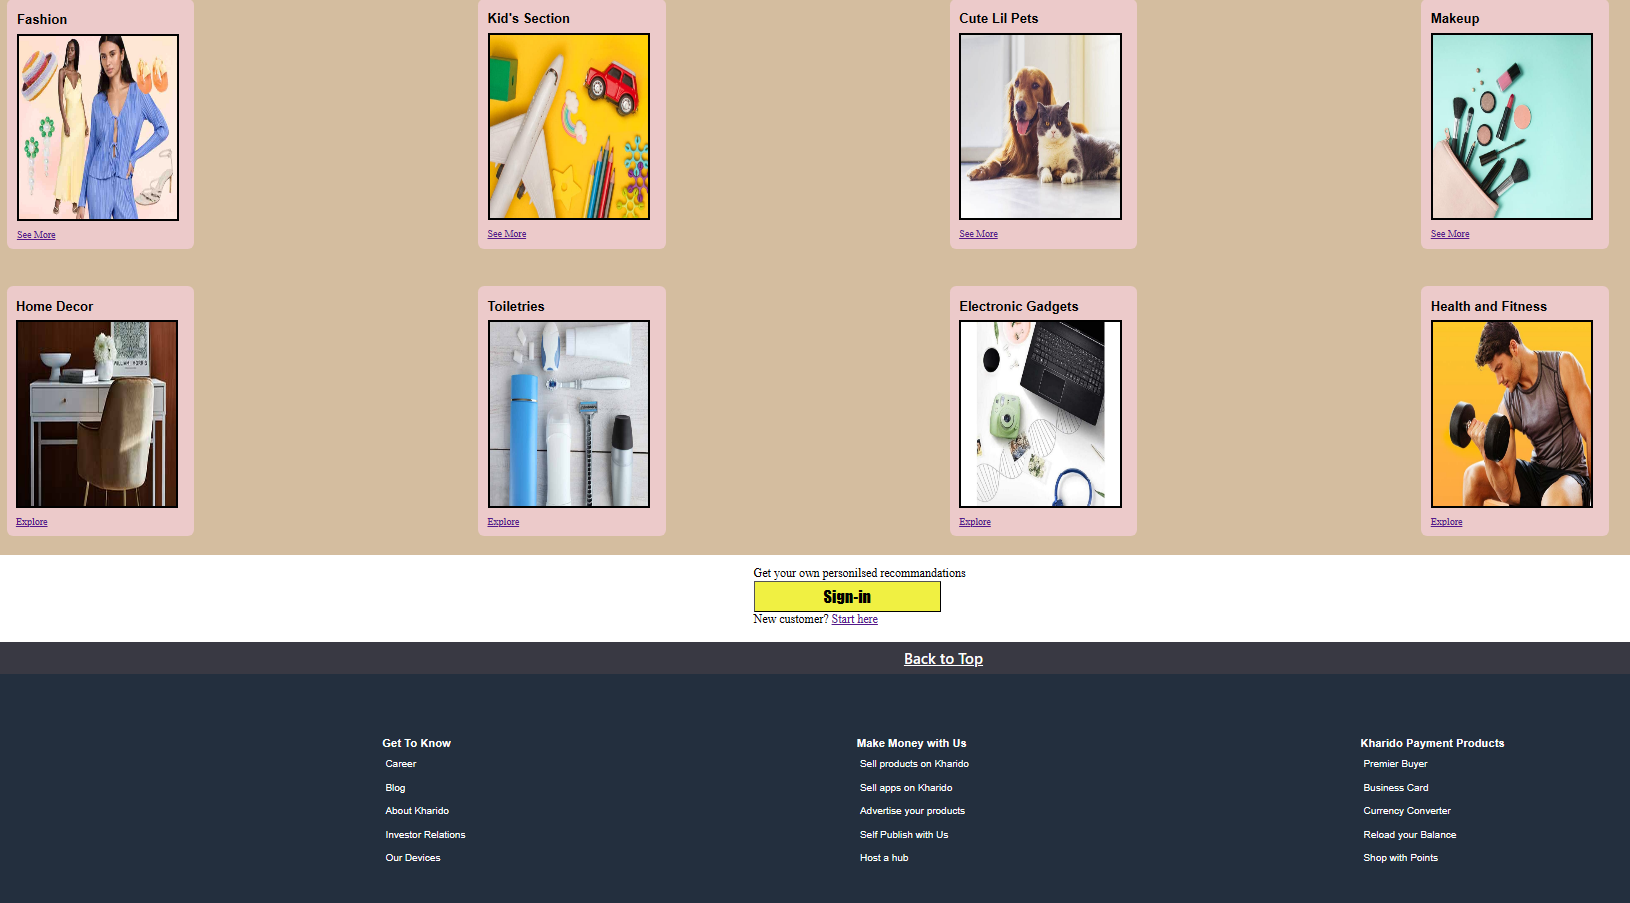 Fashion
Kid's Section
Cute Lil Pets
Makeup
See More
See More
See More
See More
Home Decor
Toiletries
Electronic Gadgets
Health and Fitness
WILLIAM MORRIS
Explore
Explore
Explore
Explore
Get your own personilsed recommandations
Sign-in
New customer? Start here
Back to Top
Get To Know
Career
Blog
About Kharido
Investor Relations
Our Devices
Make Money with Us
Sell products on Kharido
Sell apps on Kharido
Advertise your products
Self Publish with Us
Host a hub
Kharido Payment Products
Premier Buyer
Business Card
Currency Converter
Reload your Balance
Shop with Points